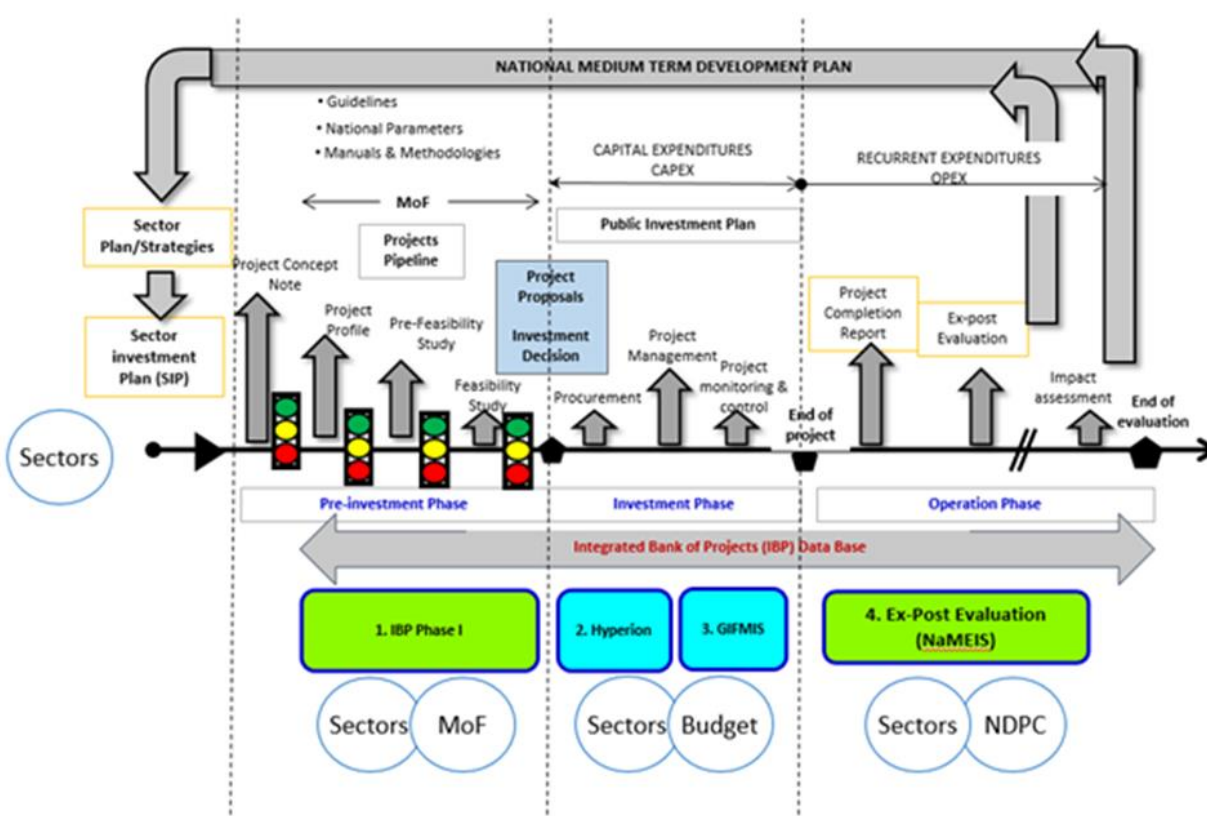 NATIONAL MEDIUM TERM DEVELOPMENT PLAN
• Guidelines
• National Parameters
• Manuals & Methodologies
MoF
CAPITAL EXPENDITURES
CAPEX
RECURRENT EXPENDITURES
OPEX
Sector
Plan/Strategies
Sector
investment
Plan (SIP)
Projects
Pipeline
Public Investment Plan
Project Concept
Note
Project
Profile
Pre-Feasibility
Study
Feasibility
Study
Project
Proposals
Investment
Decision
Procurement
Project
Management
Project
monitoring &
control
End of
project
Project
Completion
Report
Ex-post
Evaluation
Impact
assessment
End of
evaluation
Sectors
Pre-investment Phase
Investment Phase
Operation Phase
Integrated Bank of Projects (IBP) Data Base
1. IBP Phase I
2. Hyperion
3. GIFMIS
4. Ex-Post Evaluation
(NaMEIS)
Sectors
MoF
Sectors
Budget
Sectors
NDPC